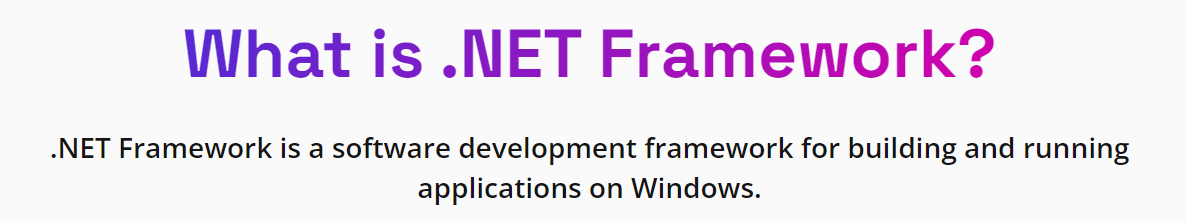 What is .NET Framework?
.NET Framework is a software development framework for building and running
applications on Windows.